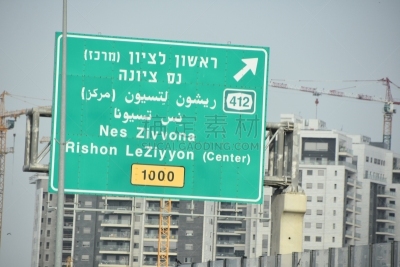 ראשון לציון (מרכז)
נס ציונה
ريشون لتسيون (مركز)
نس تسيونا
412
Nes Ziyyona
Rishon LeZiyyon (Center)
1000